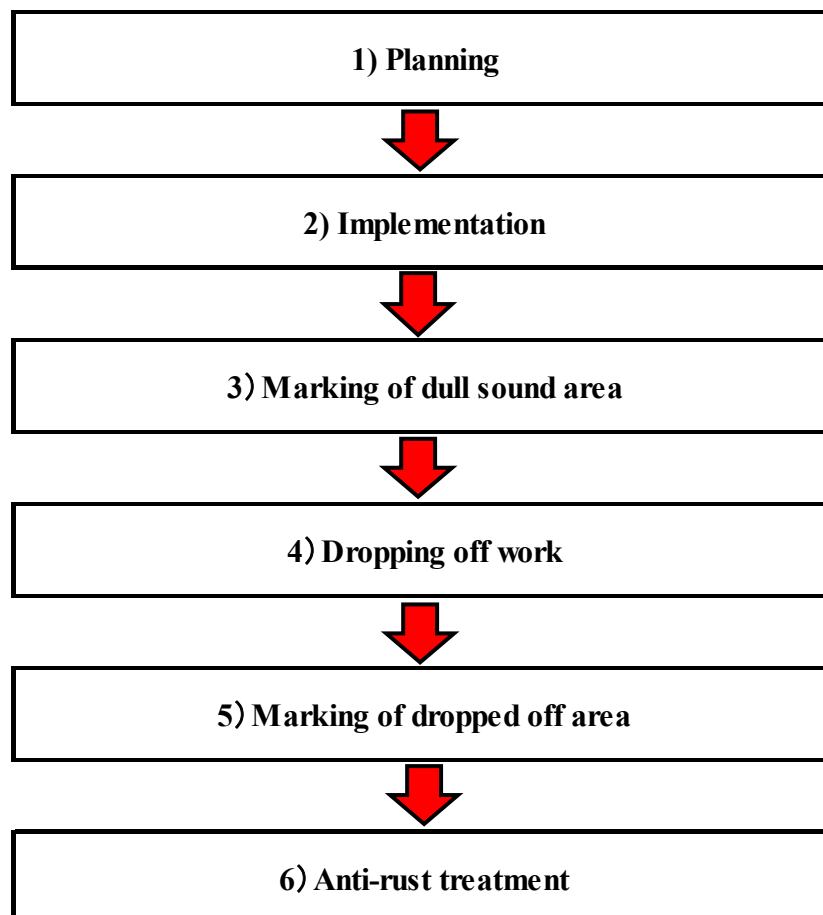 1) Planning
2) Implementation
3）Marking of dull sound area
4）Dropping off work
5）Marking of dropped off area
6）Anti-rust treatment